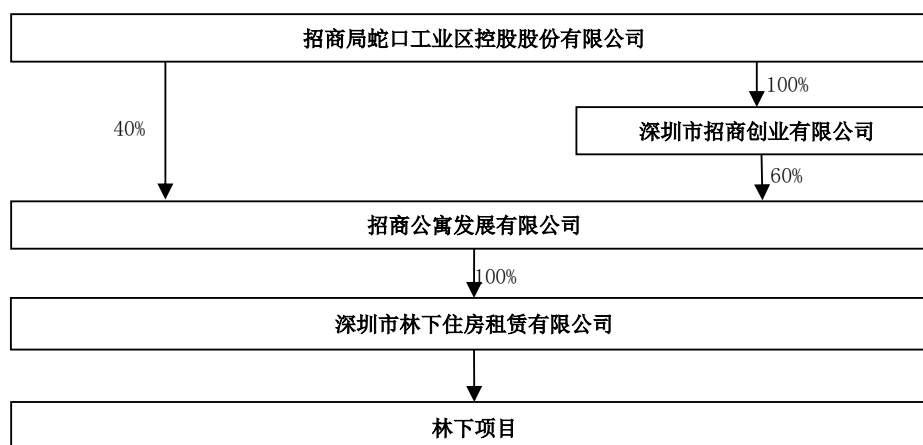 招商局蛇口工业区控股股份有限公司
100%
40%
深圳市招商创业有限公司
60%
招商公寓发展有限公司
100%
深圳市林下住房租赁有限公司
林下项目